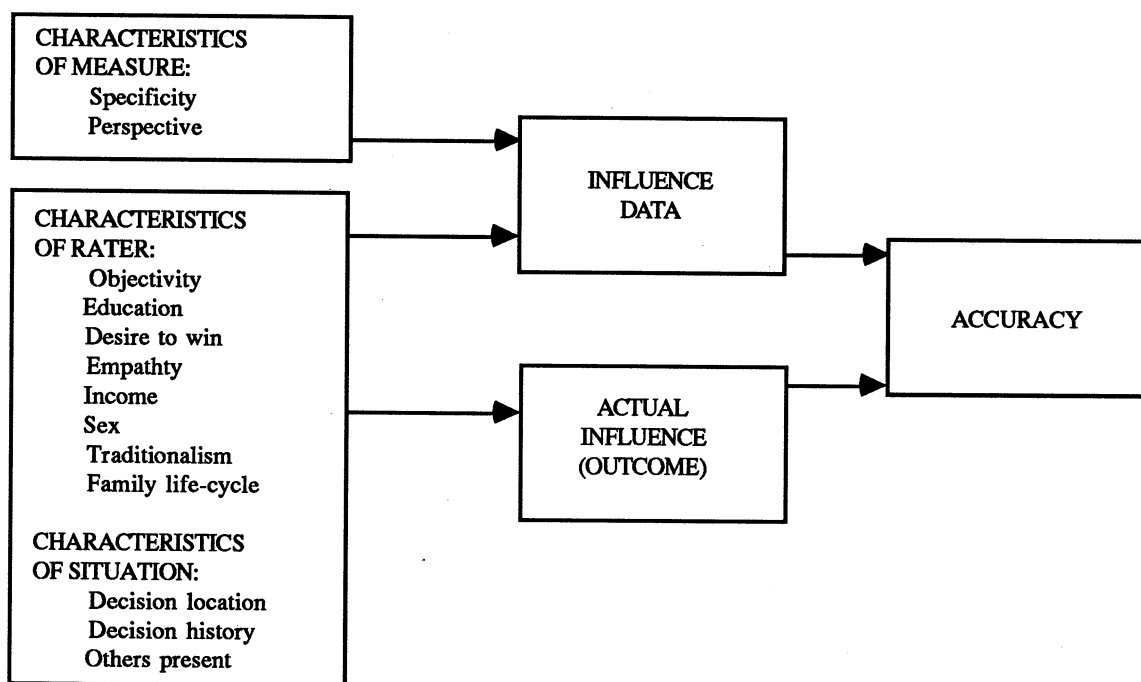 CHARACTERISTICS
OF MEASURE:
Specificity
Perspective
CHARACTERISTICS
OF RATER:
Objectivity
Education
Desire to win
Empathty
Income
Sex
Traditionalism
Family life-cycle
CHARACTERISTICS
OF SITUATION:
Decision location
Decision history
Others present
INFLUENCE
DATA
ACTUAL
INFLUENCE
(OUTCOME)
ACCURACY